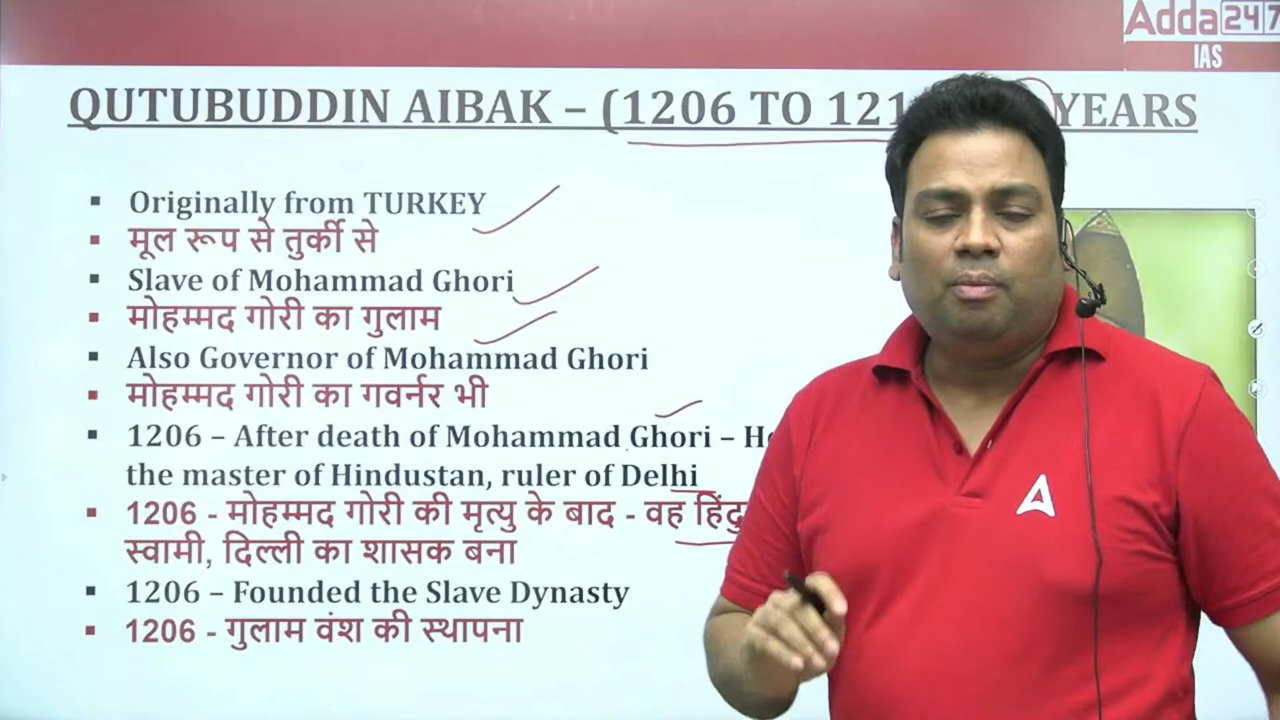 Adda247
IAS
QUTUBUDDIN AIBAK – (1206 TO YEARS
▪ Originally from TURKEY
▪ मूल रूप से तुर्की से
▪ Slave of Mohammad Ghori
▪ मोहम्मद गोरी का गुलाम
▪ Also Governor of Mohammad Ghori
▪ मोहम्मद गोरी का गवर्नर भी
▪ 1206 – After death of Mohammad Ghori –
the master of Hindustan, ruler of Delhi
▪ 1206 - मोहम्मद गोरी की मृत्यु के बाद - वह
स्वामी, दिल्ली का शासक बना
▪ 1206 – Founded the Slave Dynasty
▪ 1206 - गुलाम वंश की स्थापना